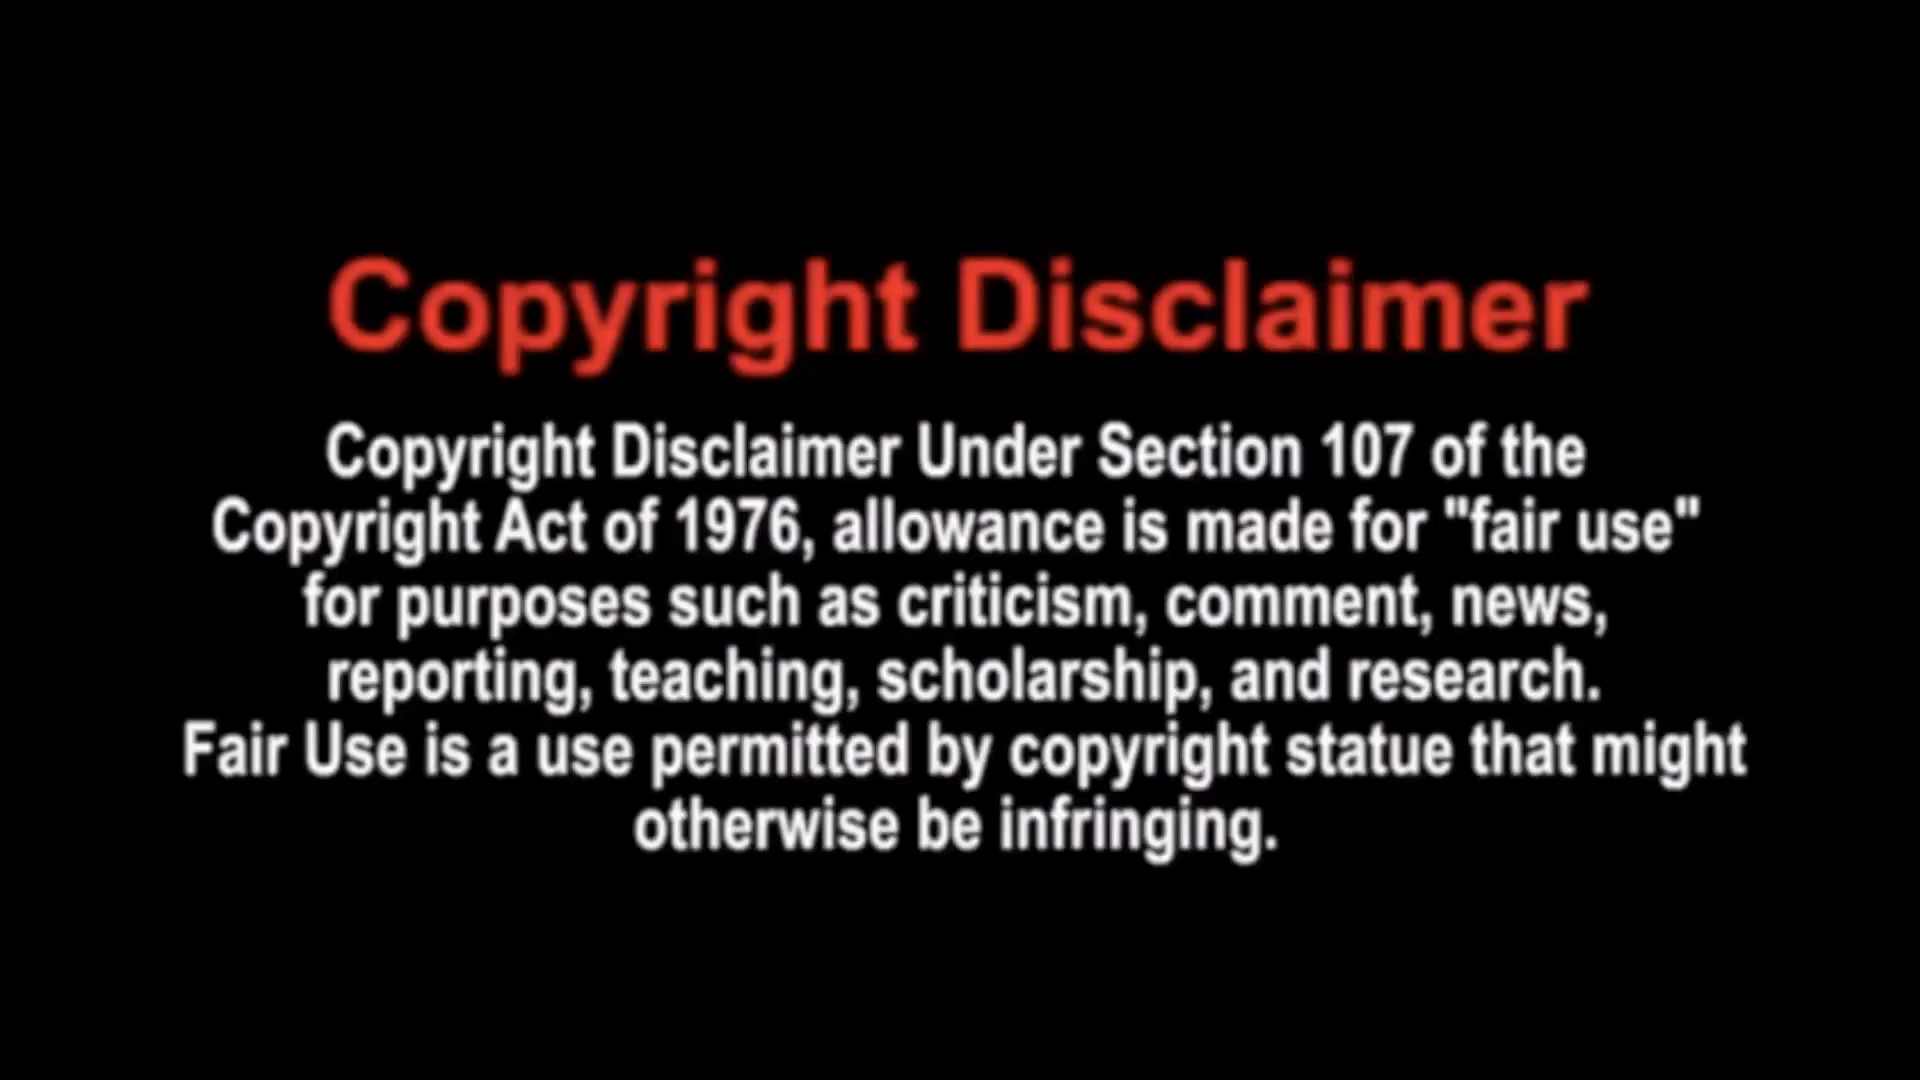 Copyright Disclaimer
Copyright Disclaimer Under Section 107 of the
Copyright Act of 1976, allowance is made for "fair use"
for purposes such as criticism, comment, news,
reporting, teaching, scholarship, and research.
Fair Use is a use permitted by copyright statue that might
otherwise be infringing.